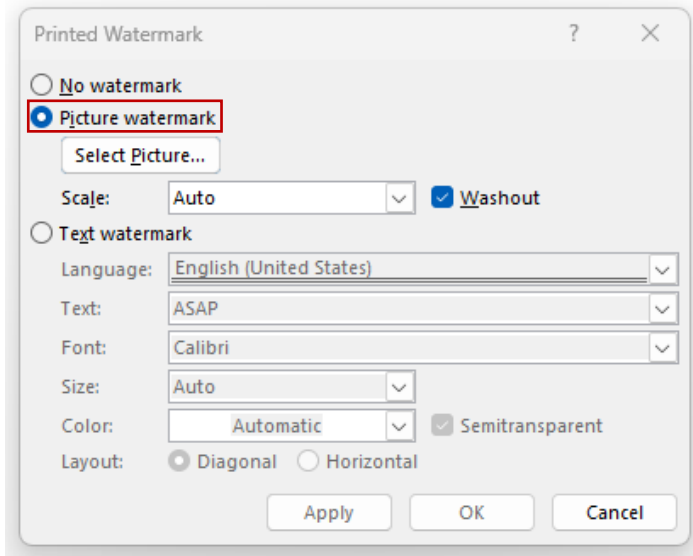 Printed Watermark ?
No watermark
Picture watermark
Select Picture...
Scale: Auto Washout
Text watermark
Language: English (United States)
Text: ASAP
Font: Calibri
Size: Auto
Color: Automatic Semitransparent
Layout: Diagonal Horizontal
Apply OK Cancel